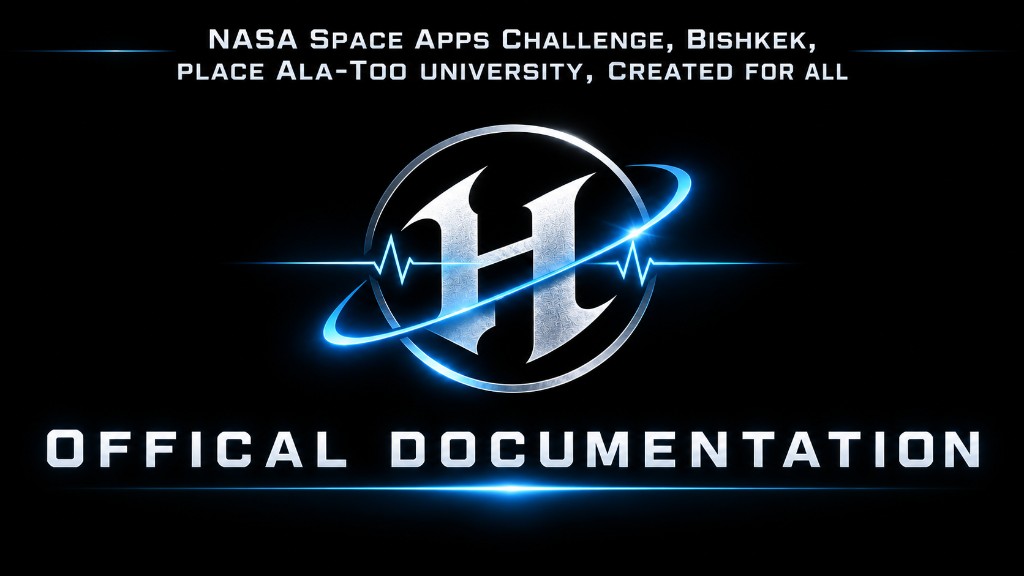 NASA Space Apps Challenge, Bishkek,
place Ala-Too university, Created for all
H
Offical documentation